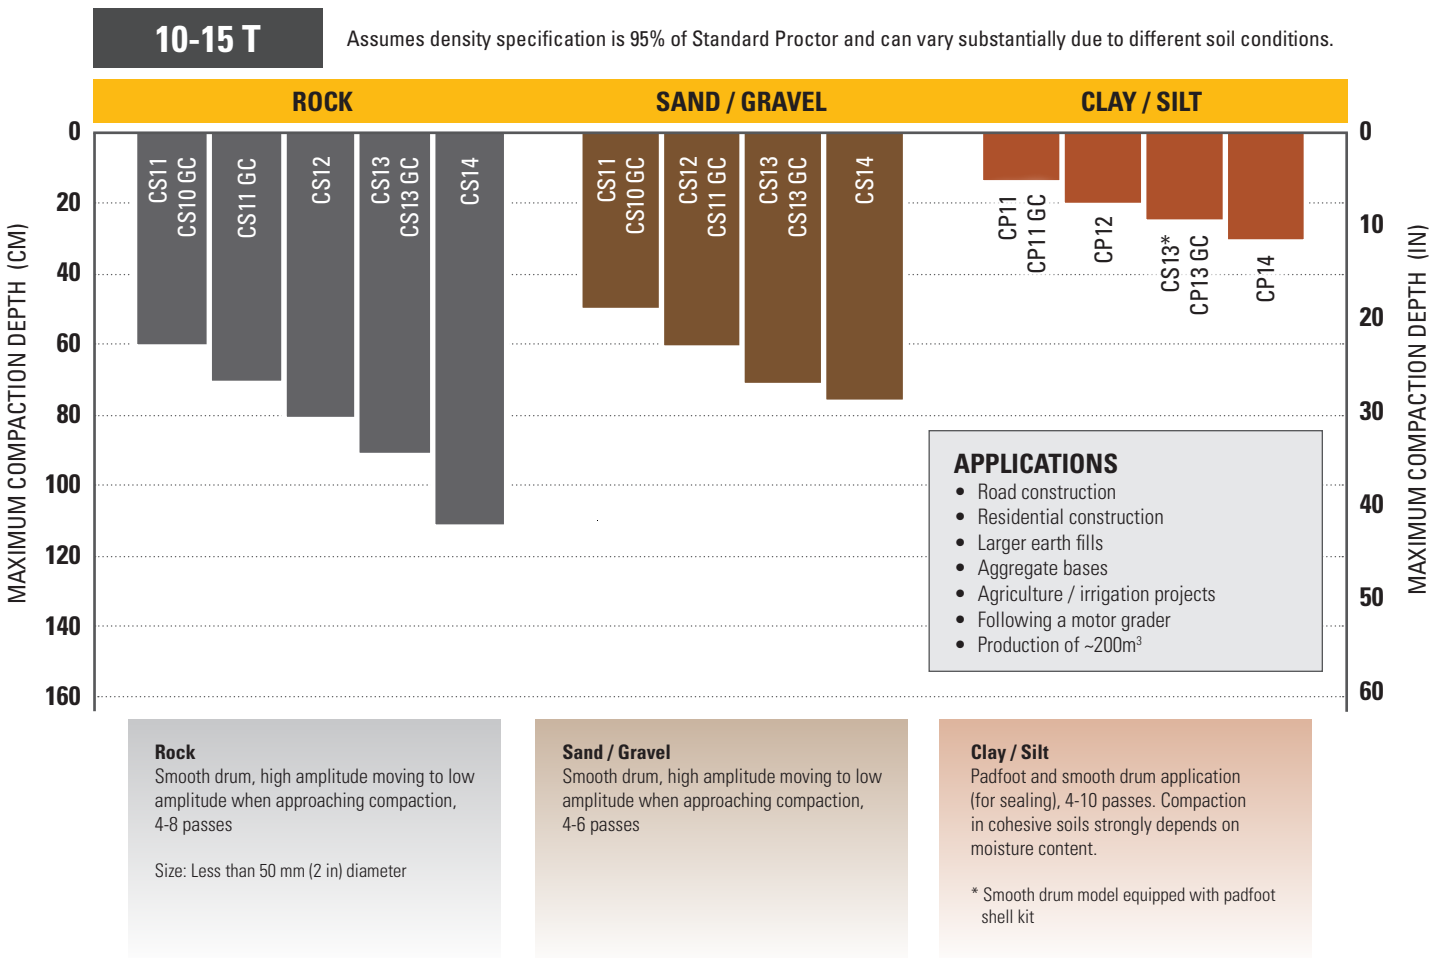 10-15 T
Assumes density specification is 95% of Standard Proctor and can vary substantially due to different soil conditions.
ROCK
SAND / GRAVEL
CLAY / SILT
MAXIMUM COMPACTION DEPTH (CM)
0
20
40
60
80
100
120
140
160
CS11
CS10 GC
CS11 GC
CS12
CS13
CS13 GC
CS14
CS11
CS10 GC
CS12
CS11 GC
CS13
CS13 GC
CS14
CP11
CP11 GC
CP12
CS13*
CP13 GC
CP14
0
10
20
30
40
50
60
MAXIMUM COMPACTION DEPTH (IN)
APPLICATIONS
• Road construction
• Residential construction
• Larger earth fills
• Aggregate bases
• Agriculture / irrigation projects
• Following a motor grader
• Production of ~200m³
Rock
Smooth drum, high amplitude moving to low
amplitude when approaching compaction,
4-8 passes
Size: Less than 50 mm (2 in) diameter
Sand / Gravel
Smooth drum, high amplitude moving to low
amplitude when approaching compaction,
4-6 passes
Clay / Silt
Padfoot and smooth drum application
(for sealing), 4-10 passes. Compaction
in cohesive soils strongly depends on
moisture content.
* Smooth drum model equipped with padfoot
shell kit